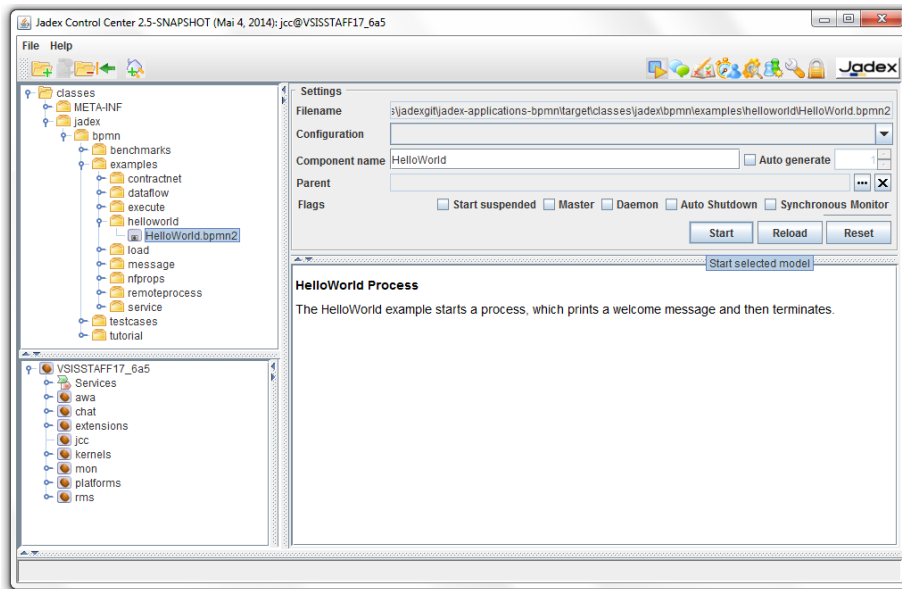 Jadex Control Center 2.5-SNAPSHOT (Mai 4, 2014): jcc@VSISSTAFF17_6a5
File Help
Jadex
classes
META-INF
jadex
bpmn
benchmarks
examples
contractnet
dataflow
execute
helloworld
HelloWorld.bpmn2
load
message
nfprops
remoteprocess
service
testcases
tutorial
VSISSTAFF17_6a5
Services
awa
chat
extensions
jcc
kernels
mon
platforms
rms
Settings
Filename s\jadexgit\jadex-applications-bpmn\target\classes\jadex\bpmn\examples\helloworld\HelloWorld.bpmn2
Configuration
Component name HelloWorld Auto generate 1
Parent ...
Flags Start suspended Master Daemon Auto Shutdown Synchronous Monitor
Start Reload Reset
Start selected model
HelloWorld Process
The HelloWorld example starts a process, which prints a welcome message and then terminates.